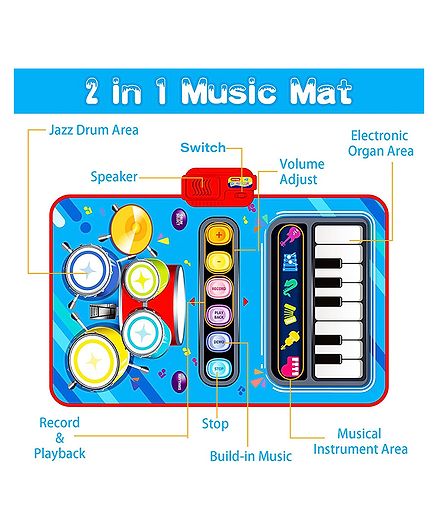 2 in 1 Music Mat
Jazz Drum Area
Switch
Electronic
Organ Area
Speaker
Volume
Adjust
+
−
RECORD
PLAY
BACK
DEMO
STOP
Record
&
Playback
Stop
Build-in Music
Musical
Instrument Area